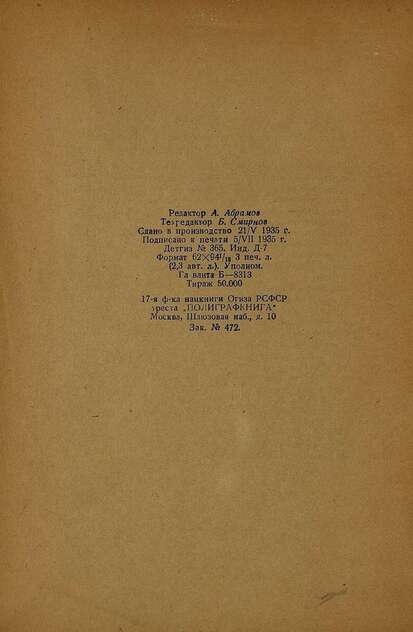 Редактор А. Абрамов
Техредактор Б. Смирнов
Сдано в производство 21/V 1935 г.
Подписано к печати 5/VII 1935 г.
Детгиз № 365. Инд. Д-7
Формат 62×94¹/₁₆ 3 печ. л.
(2,3 авт. л.). Уполном.
Гл влита Б—8313
Тираж 50.000
17-я ф-ка нацкниги Огиза РСФСР
треста „ПОЛИГРАФКНИГА“
Москва, Шлюзовая наб., д. 10
Зак. № 472.